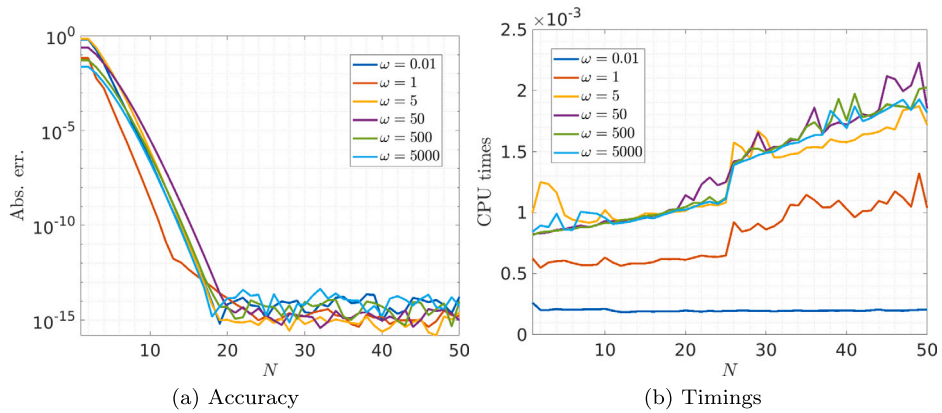 10^0
10^-5
10^-10
10^-15
Abs. err.
ω = 0.01
ω = 1
ω = 5
ω = 50
ω = 500
ω = 5000
10 20 30 40 50
N
(a) Accuracy
×10^-3
2.5
2
1.5
1
0.5
0
CPU times
ω = 0.01
ω = 1
ω = 5
ω = 50
ω = 500
ω = 5000
10 20 30 40 50
N
(b) Timings